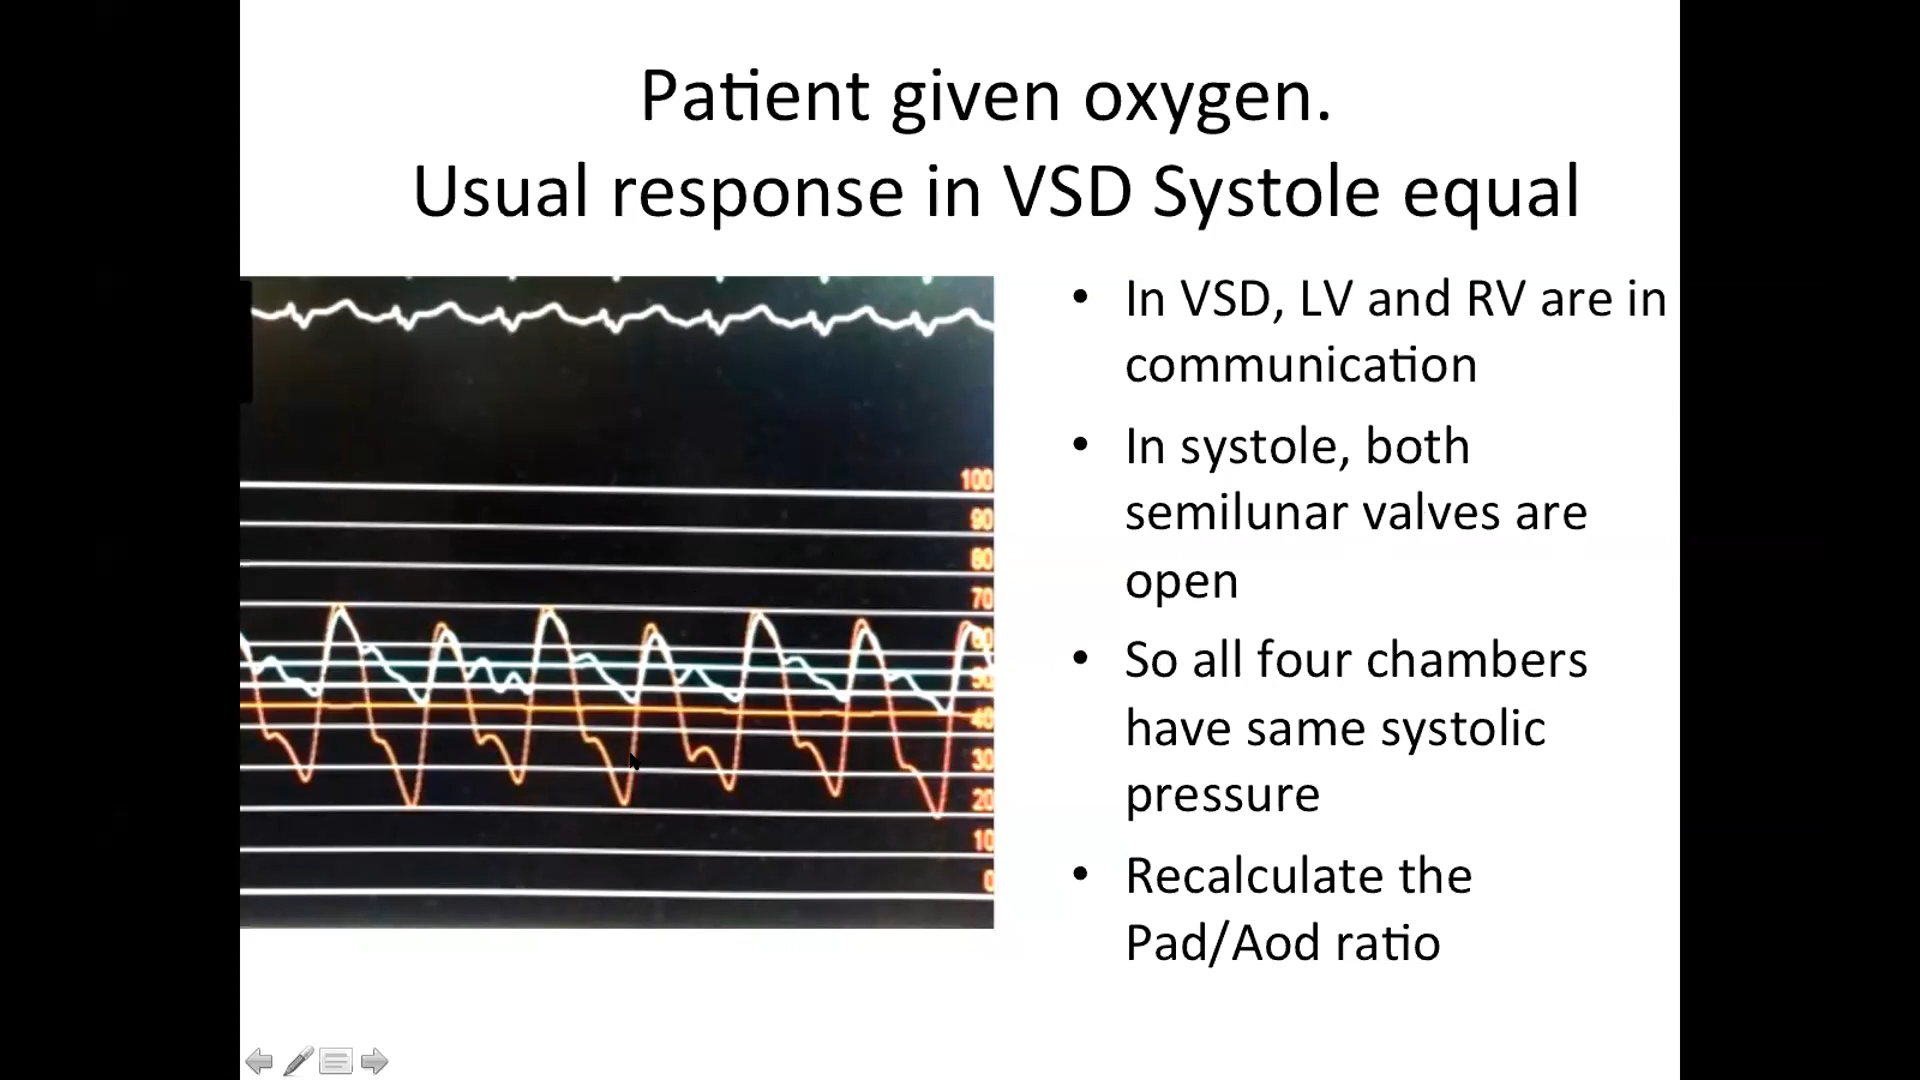 Patient given oxygen.
Usual response in VSD Systole equal
100
90
80
70
60
50
40
30
20
10
0
• In VSD, LV and RV are in
communication
• In systole, both
semilunar valves are
open
• So all four chambers
have same systolic
pressure
• Recalculate the
Pad/Aod ratio